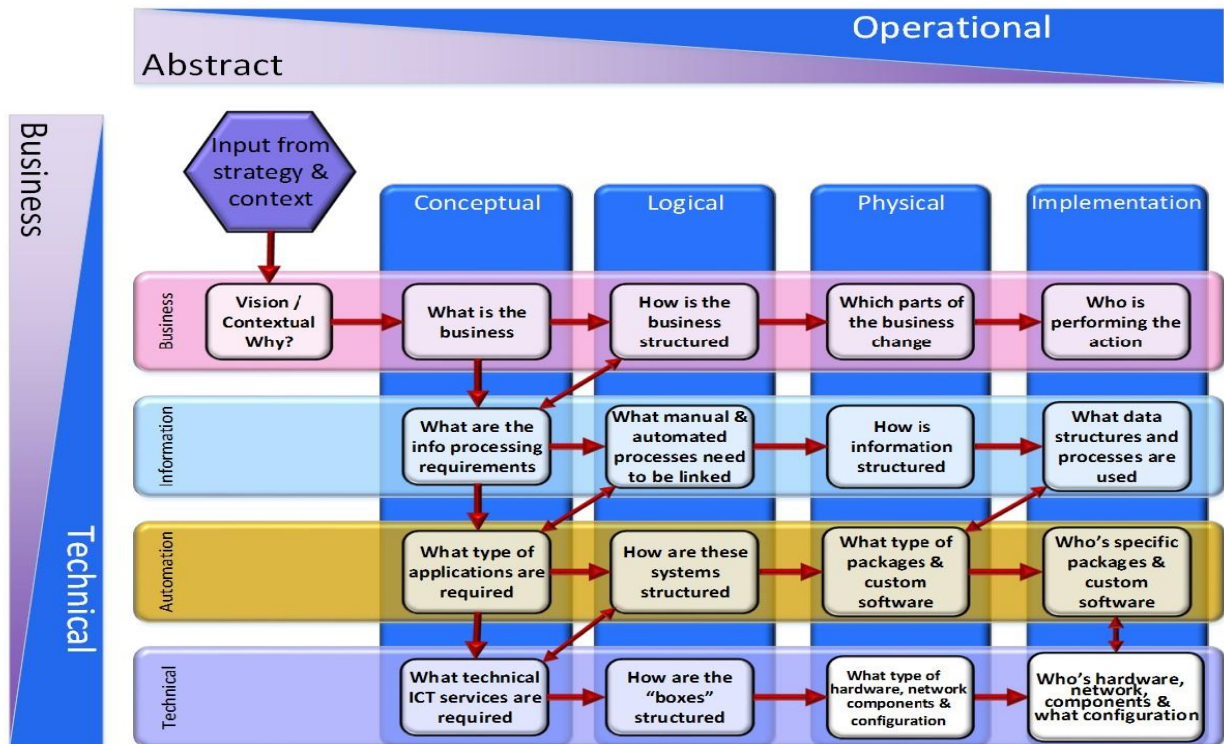 Operational
Abstract
Business
Technical
Input from
strategy &
context
Conceptual
Logical
Physical
Implementation
Business
Vision /
Contextual
Why?
What is the
business
How is the
business
structured
Which parts of
the business
change
Who is
performing the
action
Information
What are the
info processing
requirements
What manual &
automated
processes need
to be linked
How is
information
structured
What data
structures and
processes are
used
Automation
What type of
applications are
required
How are these
systems
structured
What type of
packages &
custom
software
Who's specific
packages &
custom
software
Technical
What technical
ICT services are
required
How are the
"boxes"
structured
What type of
hardware, network
components &
configuration
Who's hardware,
network,
components &
what configuration